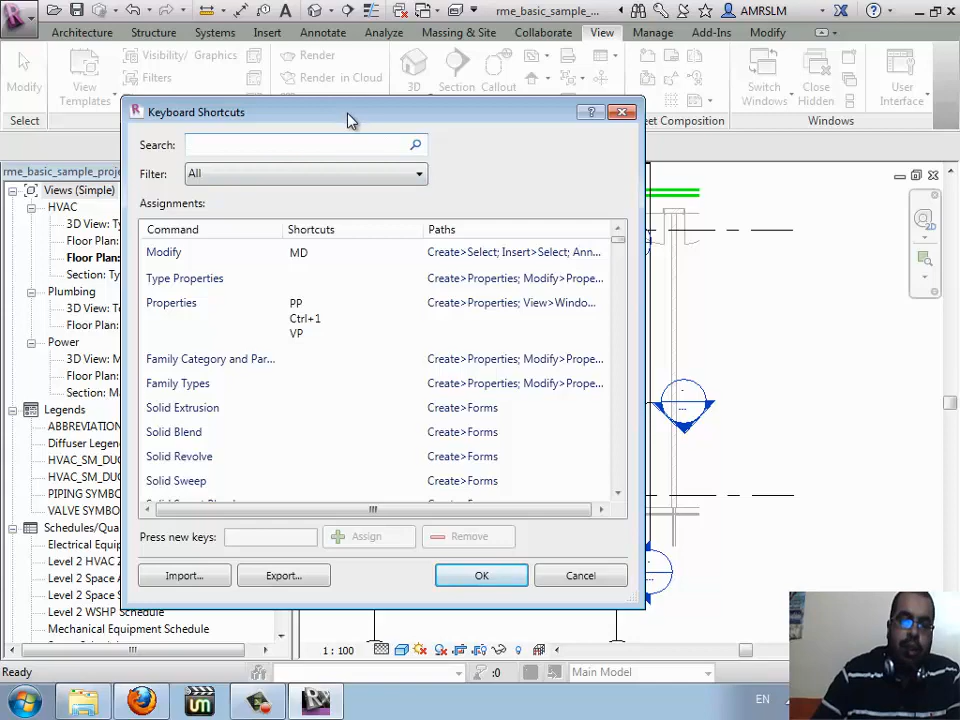 rme_basic_sample_...
AMRSLM
Architecture Structure Systems Insert Annotate Analyze Massing & Site Collaborate View Manage Add-Ins Modify
Modify
View
Templates
Visibility/ Graphics
Filters
Render
Render in Cloud
3D
Section
Callout
Switch
Windows
Close
Hidden
User
Interface
Select
Sheet Composition
Windows
Keyboard Shortcuts
Search:
Filter: All
Assignments:
Command Shortcuts Paths
Modify MD Create>Select; Insert>Select; Ann...
Type Properties Create>Properties; Modify>Prope...
Properties PP Create>Properties; View>Windo...
Ctrl+1
VP
Family Category and Par... Create>Properties; Modify>Prope...
Family Types Create>Properties; Modify>Prope...
Solid Extrusion Create>Forms
Solid Blend Create>Forms
Solid Revolve Create>Forms
Solid Sweep Create>Forms
Press new keys: Assign Remove
Import... Export... OK Cancel
rme_basic_sample_proje
Views (Simple)
HVAC
3D View: Ty
Floor Plan:
Floor Plan:
Section: Ty
Plumbing
3D View: Te
Floor Plan:
Power
3D View: M
Floor Plan:
Section: M
Legends
ABBREVIATION
Diffuser Legen
HVAC_SM_DUC
HVAC_SM_DUC
PIPING SYMBO
VALVE SYMBO
Schedules/Qua
Electrical Equip
Level 2 HVAC Z
Level 2 Space
Level 2 Space
Level 2 WSHP Schedule
Mechanical Equipment Schedule
2D
1 : 100
Ready
:0
Main Model
EN